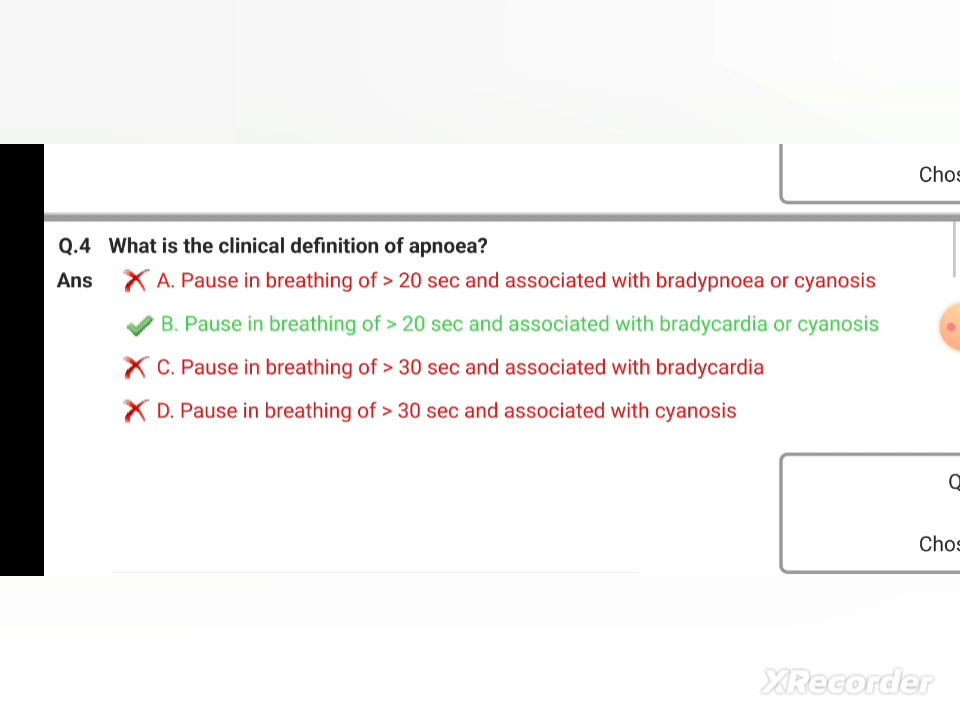 Q.4 What is the clinical definition of apnoea?
Ans A. Pause in breathing of > 20 sec and associated with bradypnoea or cyanosis
B. Pause in breathing of > 20 sec and associated with bradycardia or cyanosis
C. Pause in breathing of > 30 sec and associated with bradycardia
D. Pause in breathing of > 30 sec and associated with cyanosis
XRecorder